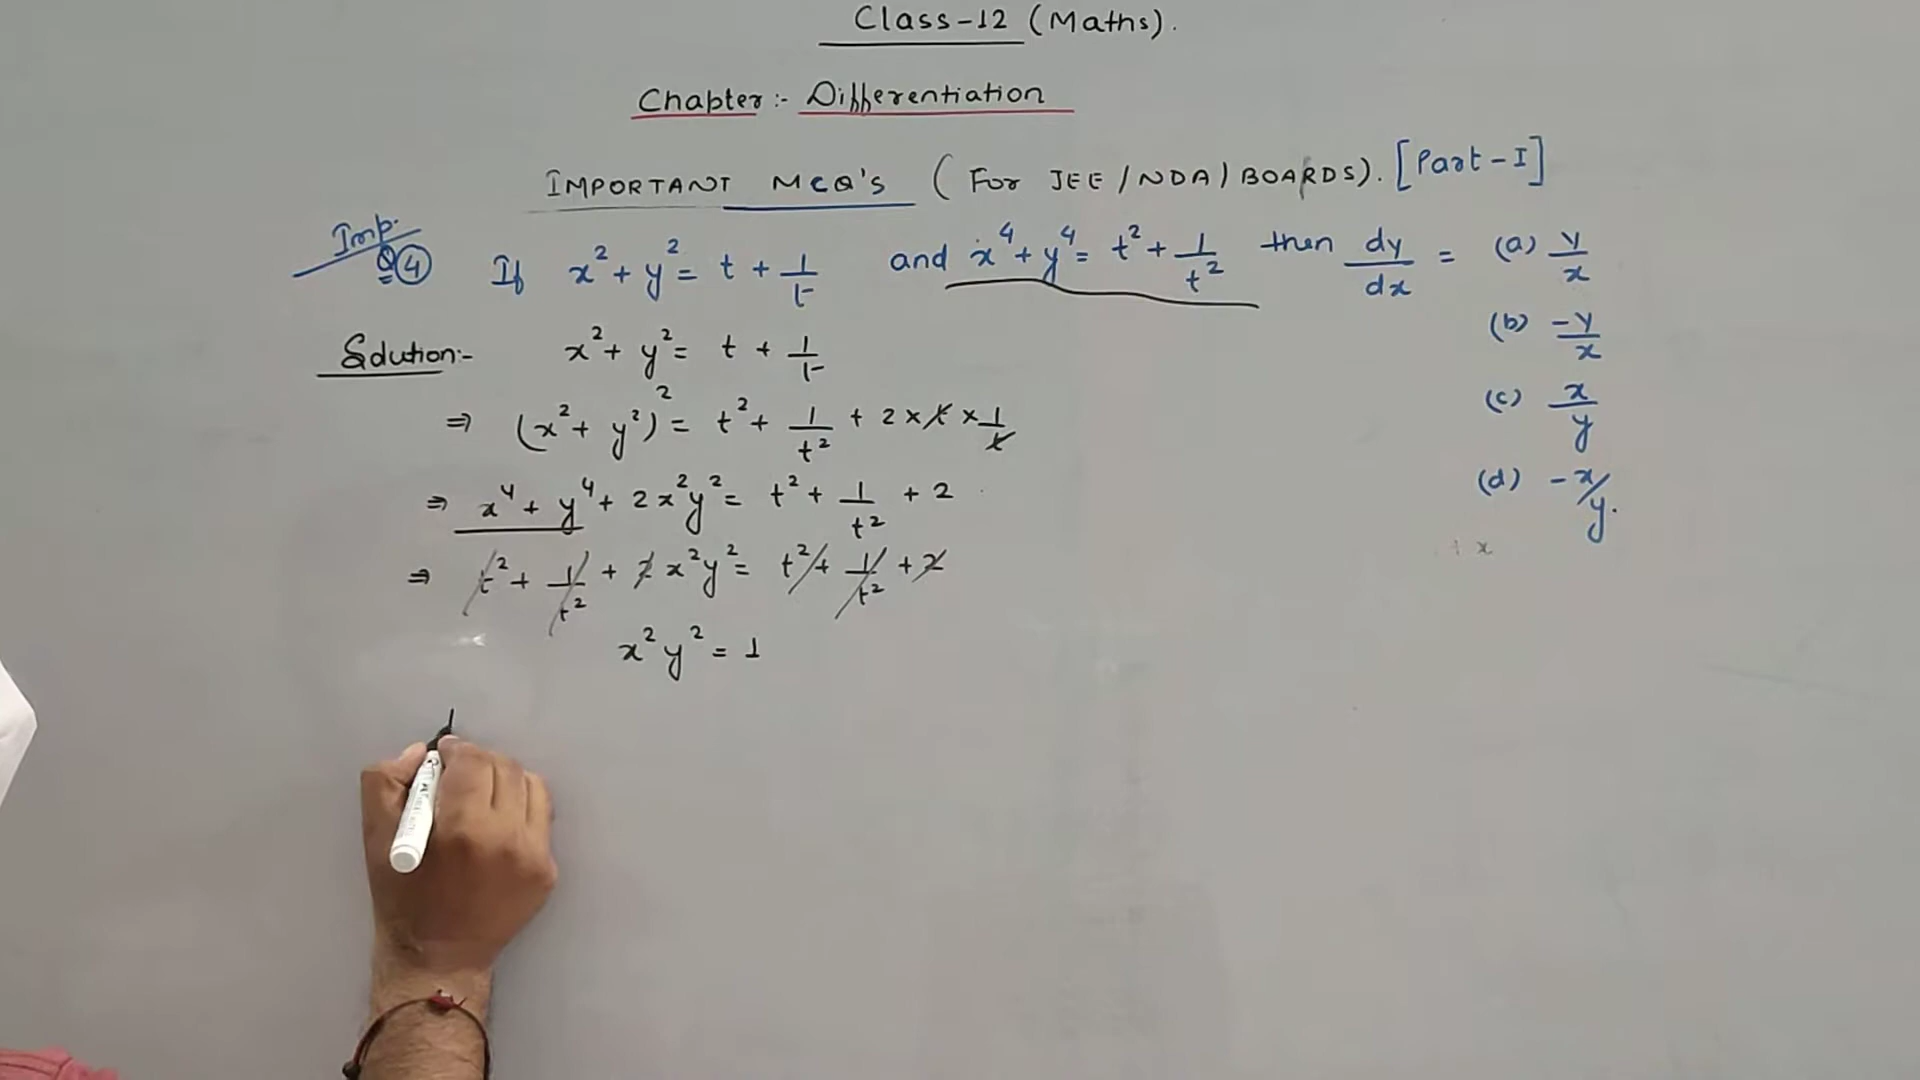 Class-12 (Maths).
Chapter:- Differentiation
IMPORTANT MCQ'S (For JEE/NDA/BOARDS). [Part-I]
Imp.
Q④ If x² + y² = t + 1/t and x⁴ + y⁴ = t² + 1/t² then dy/dx = (a) y/x
(b) -y/x
(c) x/y
(d) -x/y.
Solution:- x² + y² = t + 1/t
⇒ (x² + y²)² = t² + 1/t² + 2 × t × 1/t
⇒ x⁴ + y⁴ + 2x²y² = t² + 1/t² + 2
⇒ t² + 1/t² + 2x²y² = t² + 1/t² + 2
x²y² = 1